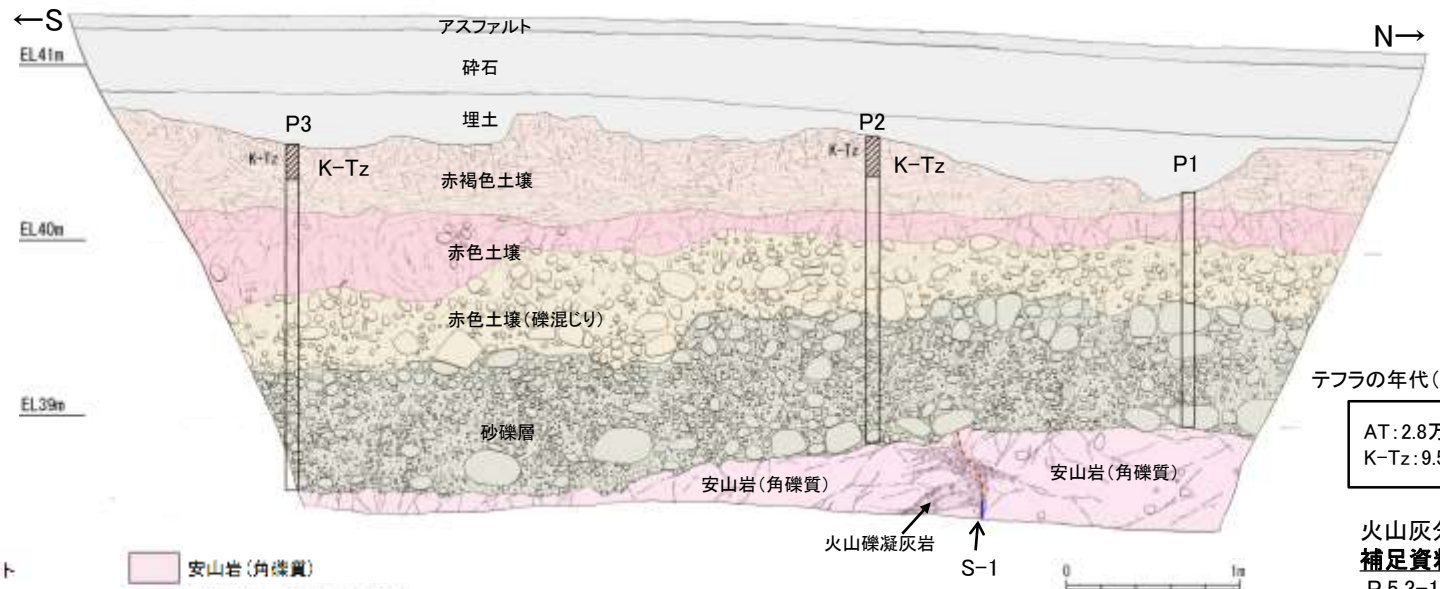 ←S
アスファルト
N→
EL41m
砕石
埋土
P3
P2
K-Tz
K-Tz
K-Tz
K-Tz
P1
赤褐色土壌
EL40m
赤色土壌
赤色土壌(礫混じり)
テフラの年代(
EL39m
砂礫層
AT:2.8万
K-Tz:9.5
安山岩(角礫質)
安山岩(角礫質)
火山礫凝灰岩
S-1
火山灰分
補足資料
P.5.3-1
ト
安山岩(角礫質)
0
1m